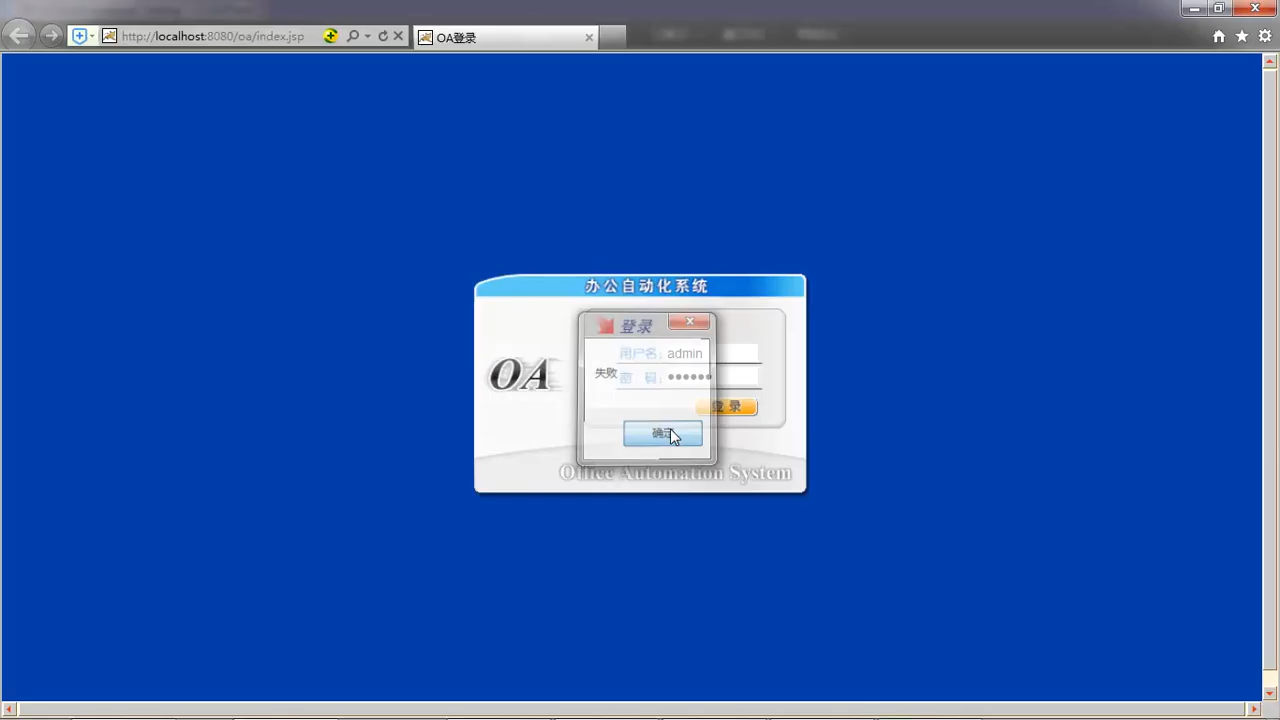 http://localhost:8080/oa/index.jsp
OA登录
办公自动化系统
登录
用户名：admin
失败
密 码：••••••
OA
登 录
确定
Office Automation System